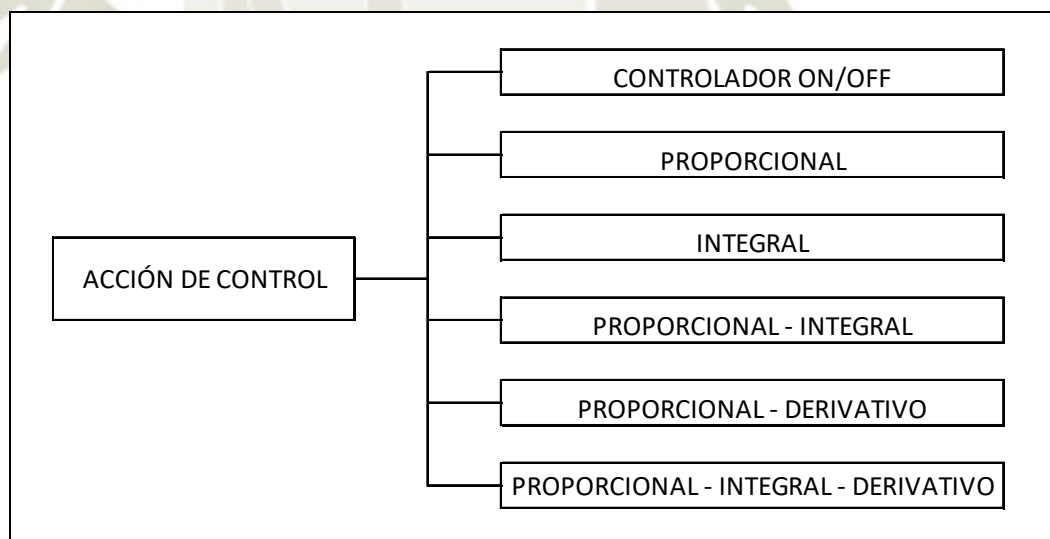 CONTROLADOR ON/OFF
PROPORCIONAL
INTEGRAL
ACCIÓN DE CONTROL
PROPORCIONAL - INTEGRAL
PROPORCIONAL - DERIVATIVO
PROPORCIONAL - INTEGRAL - DERIVATIVO